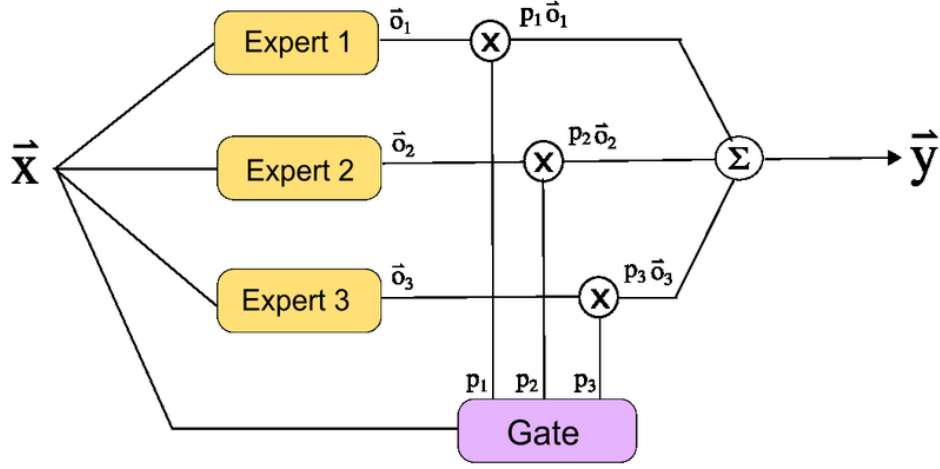 Expert 1
o⃗₁
x
p₁o⃗₁
x⃗
Expert 2
o⃗₂
x
p₂o⃗₂
Σ
y⃗
Expert 3
o⃗₃
x
p₃o⃗₃
p₁
p₂
p₃
Gate